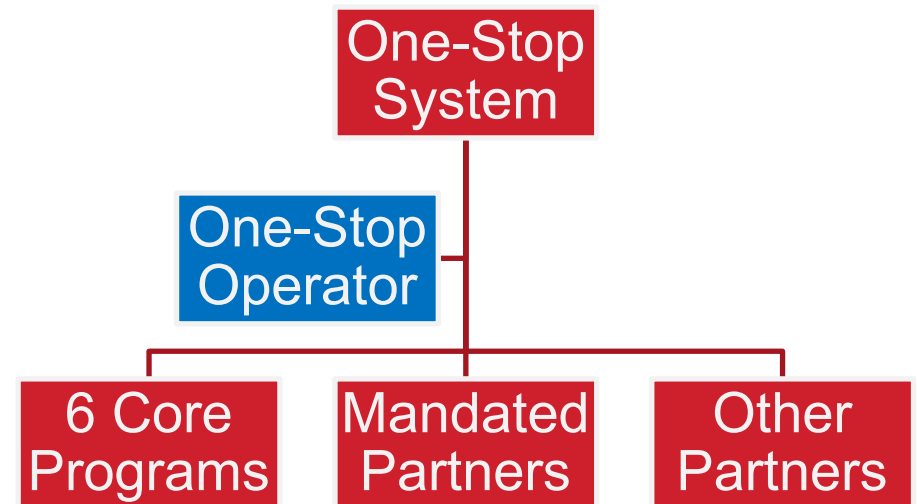 One-Stop
System
One-Stop
Operator
6 Core
Programs
Mandated
Partners
Other
Partners